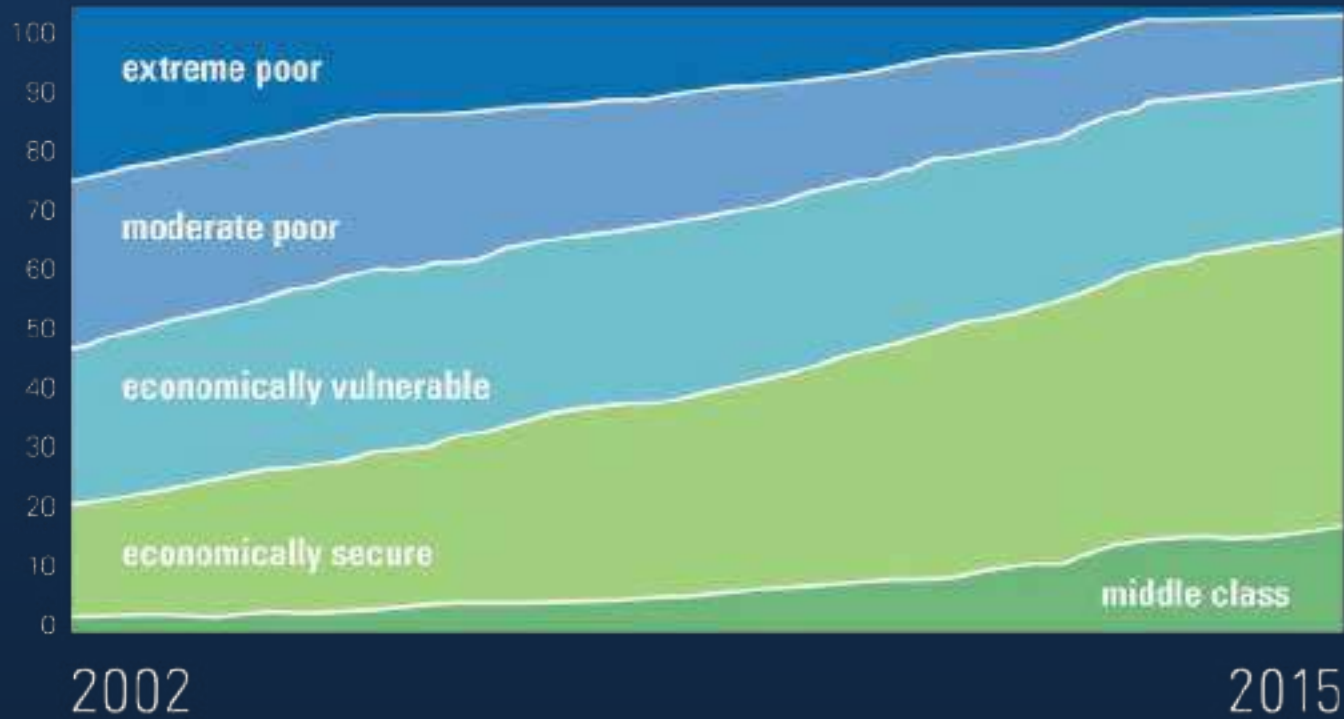 100
extreme poor
90
80
70
moderate poor
60
50
40
economically vulnerable
30
20
10
economically secure
middle class
0
2002
2015